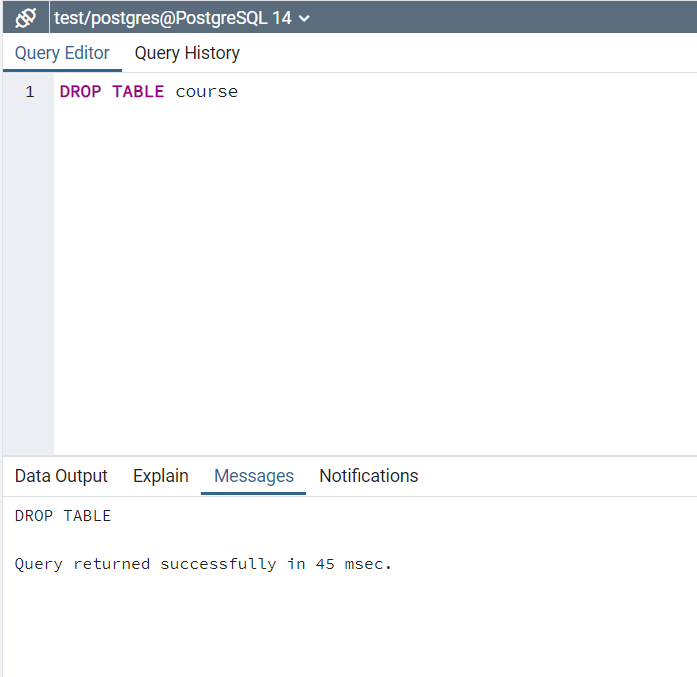 test/postgres@PostgreSQL 14
Query Editor Query History
1 DROP TABLE course
Data Output Explain Messages Notifications
DROP TABLE
Query returned successfully in 45 msec.